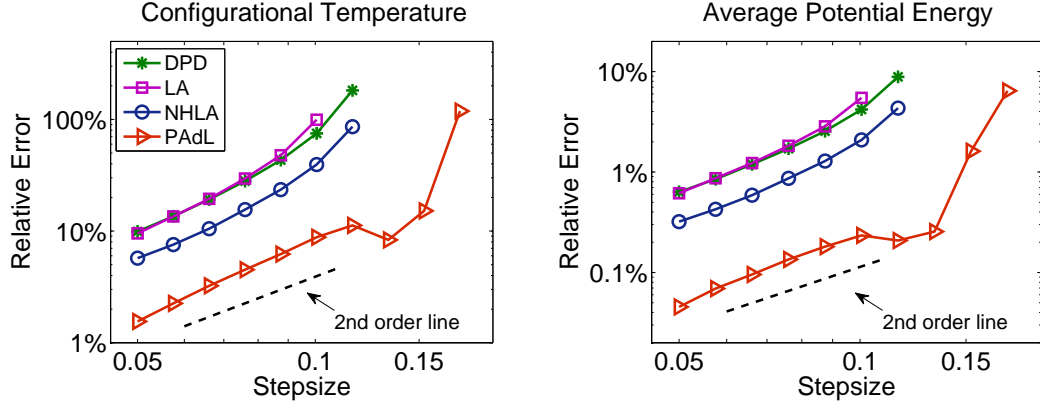 Configurational Temperature
Relative Error
100%
10%
1%
DPD
LA
NHLA
PAdL
2nd order line
0.05
0.1
0.15
Stepsize
Average Potential Energy
Relative Error
10%
1%
0.1%
2nd order line
0.05
0.1
0.15
Stepsize